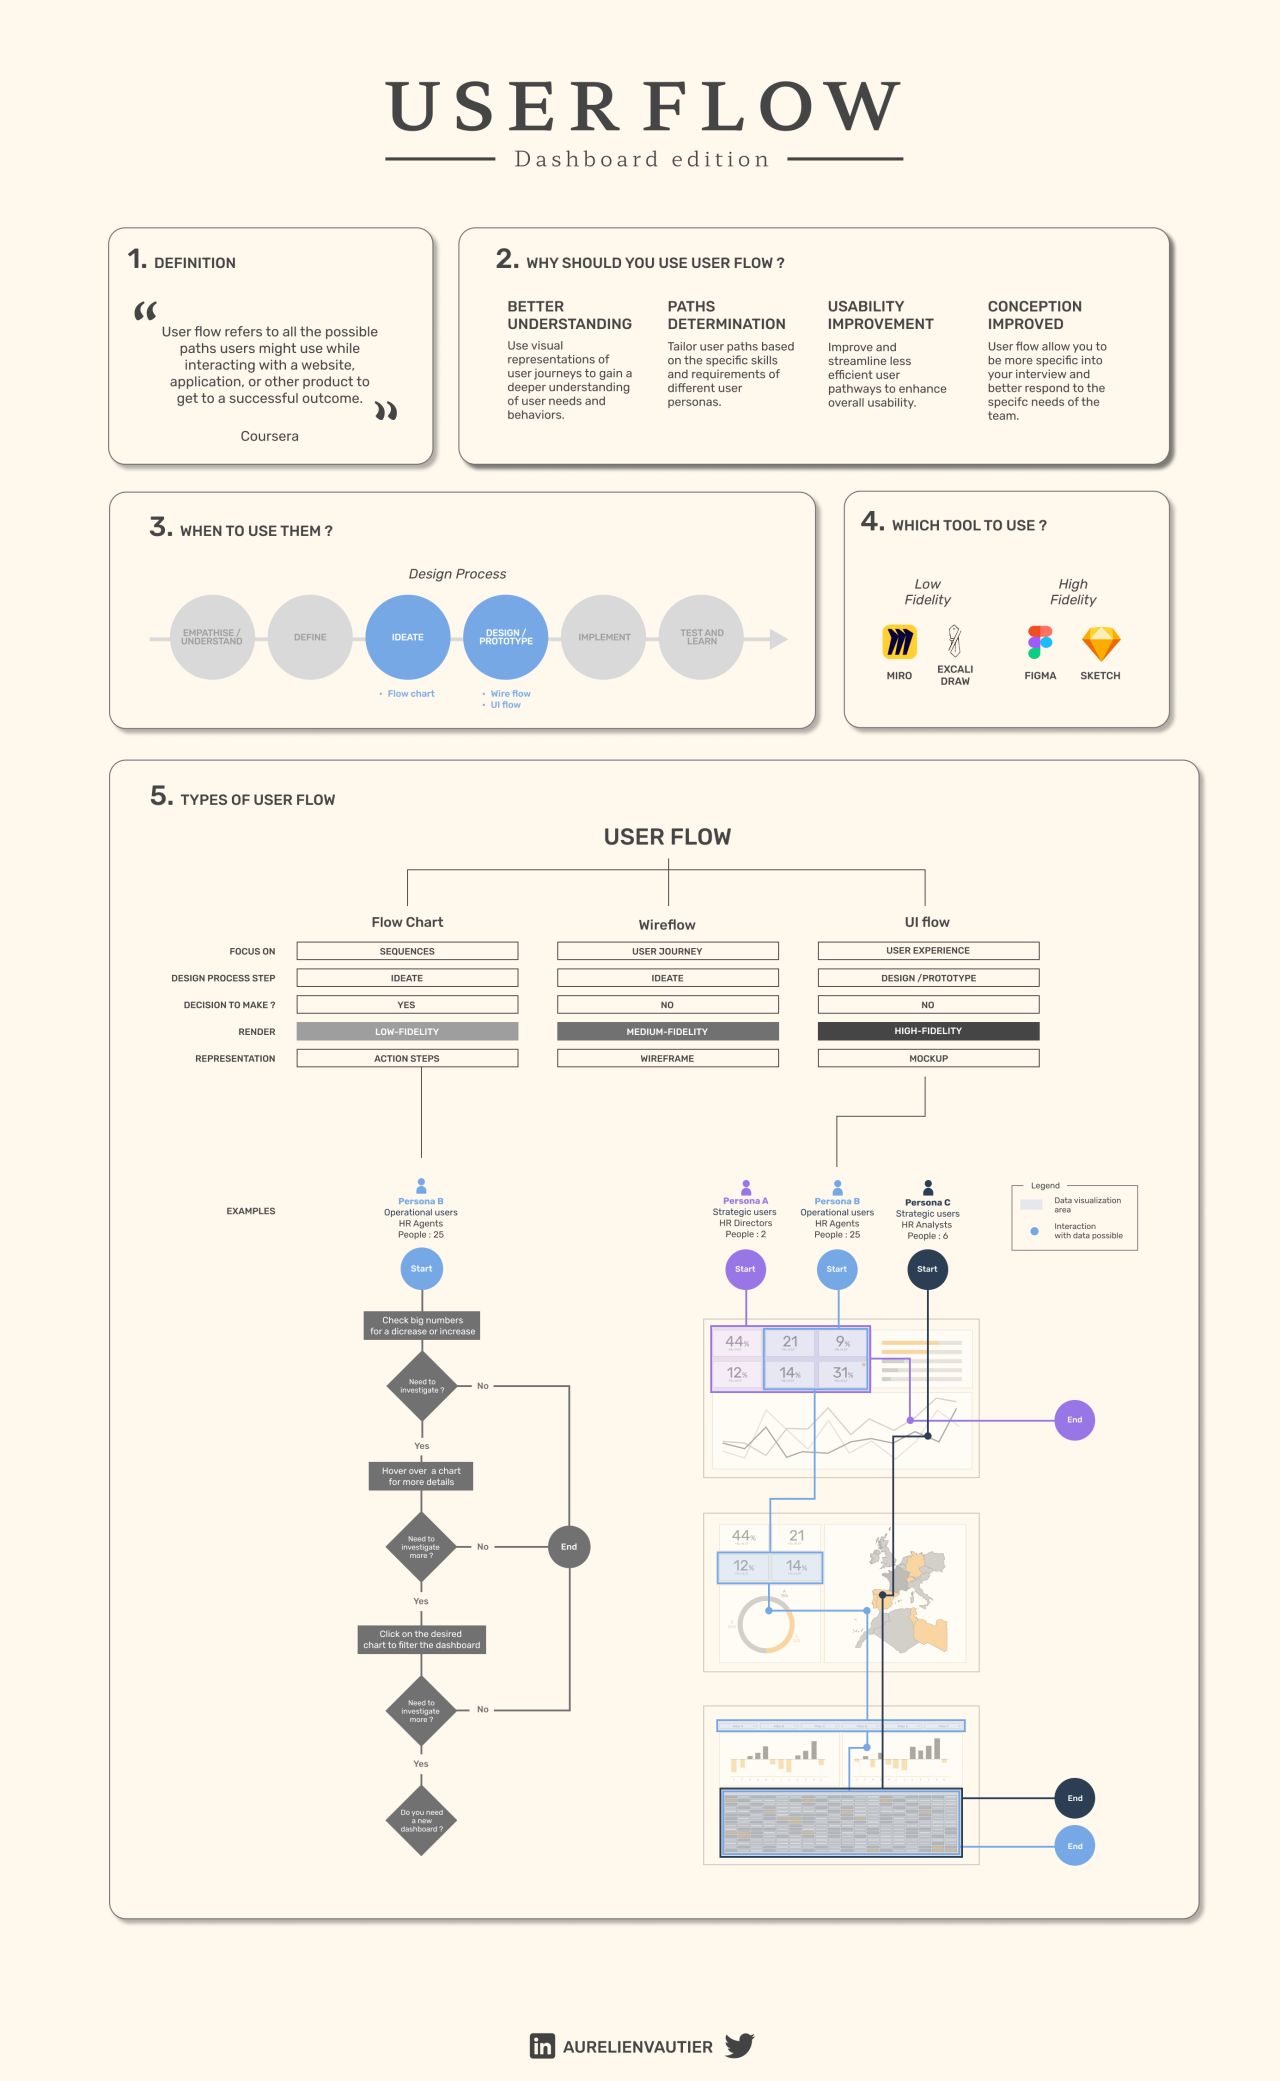 USER FLOW
Dashboard edition
1. DEFINITION
“
User flow refers to all the possible
paths users might use while
interacting with a website,
application, or other product to
get to a successful outcome.
”
Coursera
2. WHY SHOULD YOU USE USER FLOW ?
BETTER
UNDERSTANDING
Use visual
representations of
user journeys to gain a
deeper understanding
of user needs and
behaviors.
PATHS
DETERMINATION
Tailor user paths based
on the specific skills
and requirements of
different user
personas.
USABILITY
IMPROVEMENT
Improve and
streamline less
efficient user
pathways to enhance
overall usability.
CONCEPTION
IMPROVED
User flow allow you to
be more specific into
your interview and
better respond to the
specifc needs of the
team.
3. WHEN TO USE THEM ?
Design Process
EMPATHISE /
UNDERSTAND
DEFINE
IDEATE
DESIGN /
PROTOTYPE
IMPLEMENT
TEST AND
LEARN
• Flow chart
• Wire flow
• UI flow
4. WHICH TOOL TO USE ?
Low
Fidelity
High
Fidelity
MIRO
EXCALI
DRAW
FIGMA
SKETCH
5. TYPES OF USER FLOW
USER FLOW
Flow Chart
Wireflow
UI flow
FOCUS ON
SEQUENCES
USER JOURNEY
USER EXPERIENCE
DESIGN PROCESS STEP
IDEATE
IDEATE
DESIGN /PROTOTYPE
DECISION TO MAKE ?
YES
NO
NO
RENDER
LOW-FIDELITY
MEDIUM-FIDELITY
HIGH-FIDELITY
REPRESENTATION
ACTION STEPS
WIREFRAME
MOCKUP
EXAMPLES
Persona B
Operational users
HR Agents
People : 25
Start
Check big numbers
for a dicrease or increase
Need to
investigate ?
No
Yes
Hover over a chart
for more details
Need to
investigate
more ?
No
End
Yes
Click on the desired
chart to filter the dashboard
Need to
investigate
more ?
No
Yes
Do you need
a new
dashboard ?
Persona A
Strategic users
HR Directors
People : 2
Start
Persona B
Operational users
HR Agents
People : 25
Start
Persona C
Strategic users
HR Analysts
People : 6
Start
Legend
Data visualization
area
Interaction
with data possible
44%
21
9%
12%
14%
31%
End
44%
21
12%
14%
End
End
in AURELIENVAUTIER